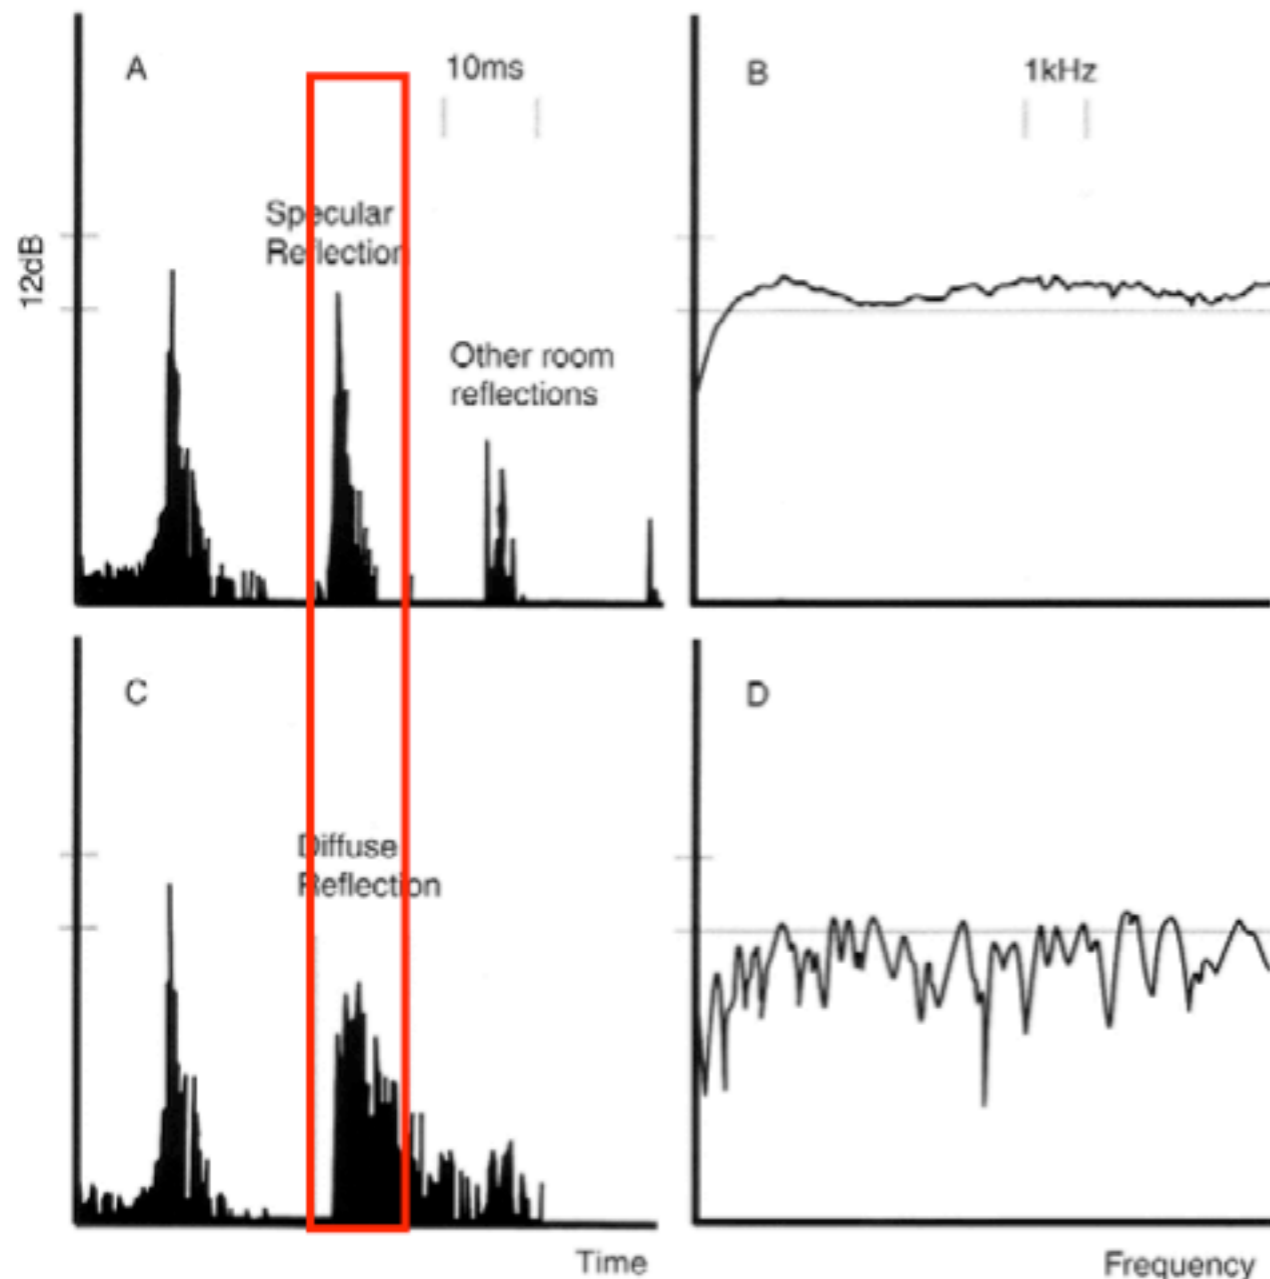 A
10ms
Specular
Reflection
Other room
reflections
12dB
B
1kHz
C
Diffuse
Reflection
Time
D
Frequency